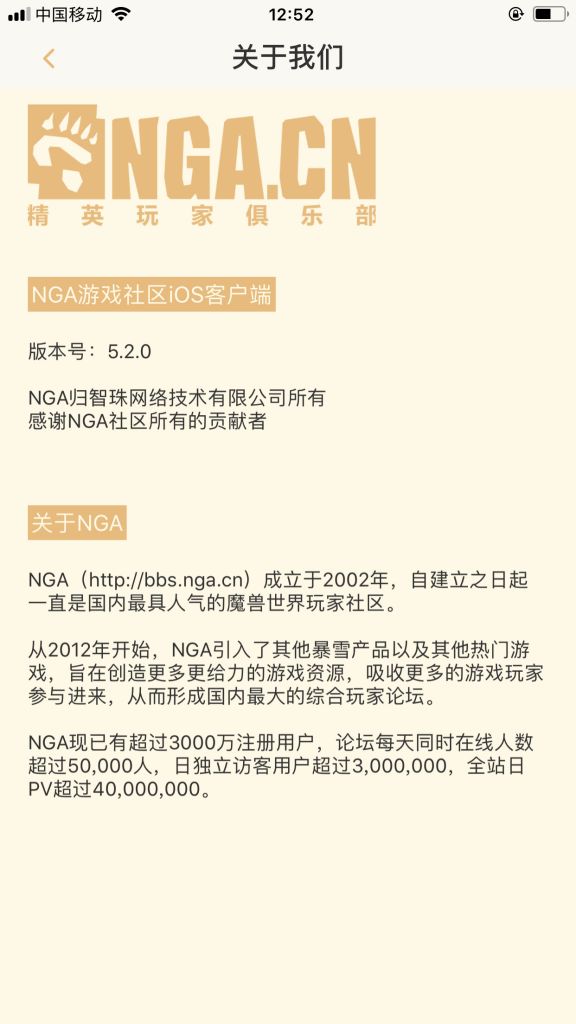 中国移动
12:52
关于我们
NGA.CN
精英玩家俱乐部
NGA游戏社区iOS客户端
版本号：5.2.0
NGA归智珠网络技术有限公司所有
感谢NGA社区所有的贡献者
关于NGA
NGA（http://bbs.nga.cn）成立于2002年，自建立之日起
一直是国内最具人气的魔兽世界玩家社区。
从2012年开始，NGA引入了其他暴雪产品以及其他热门游
戏，旨在创造更多更给力的游戏资源，吸收更多的游戏玩家
参与进来，从而形成国内最大的综合玩家论坛。
NGA现已有超过3000万注册用户，论坛每天同时在线人数
超过50,000人，日独立访客用户超过3,000,000，全站日
PV超过40,000,000。